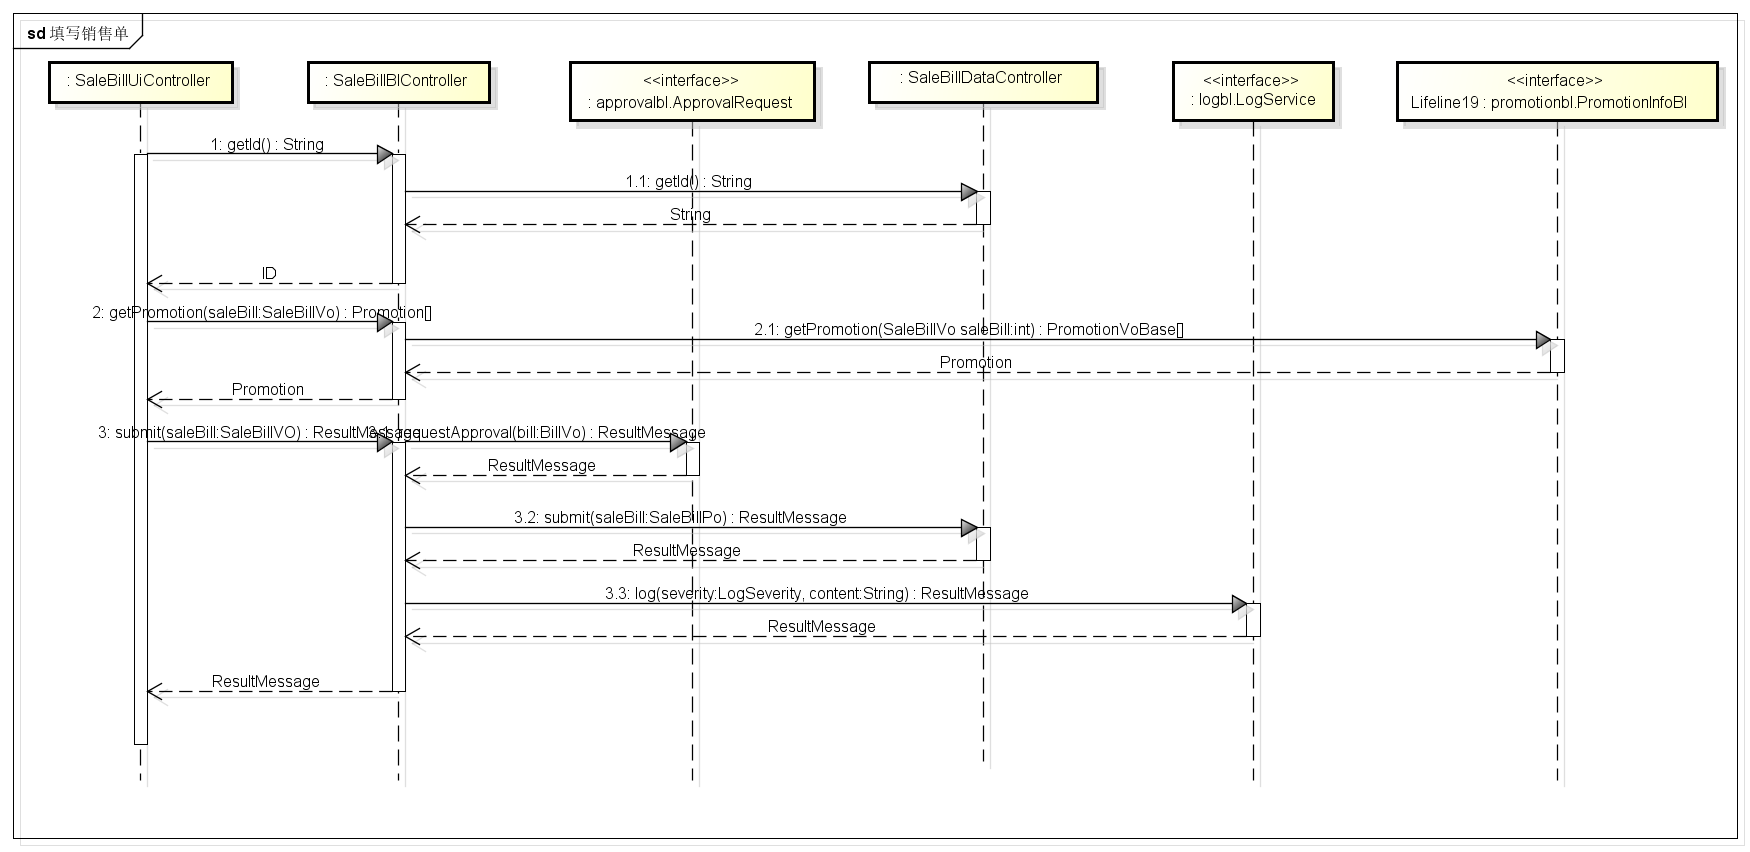 sd 填写销售单
: SaleBillUiController
: SaleBillBlController
<<interface>>
: approvalbl.ApprovalRequest
: SaleBillDataController
<<interface>>
: logbl.LogService
<<interface>>
Lifeline19 : promotionbl.PromotionInfoBl
1: getId() : String
1.1: getId() : String
String
ID
2: getPromotion(saleBill:SaleBillVo) : Promotion[]
2.1: getPromotion(SaleBillVo saleBill:int) : PromotionVoBase[]
Promotion
Promotion
3: submit(saleBill:SaleBillVO) : ResultMessage
3.1: requestApproval(bill:BillVo) : ResultMessage
ResultMessage
3.2: submit(saleBill:SaleBillPo) : ResultMessage
ResultMessage
3.3: log(severity:LogSeverity, content:String) : ResultMessage
ResultMessage
ResultMessage